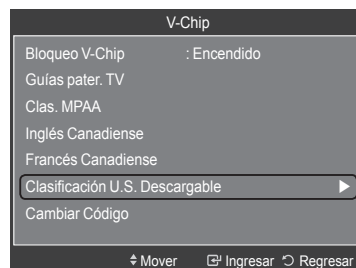 V-Chip
Bloqueo V-Chip : Encendido
Guías pater. TV
Clas. MPAA
Inglés Canadiense
Francés Canadiense
Clasificación U.S. Descargable
Cambiar Código
Mover Ingresar Regresar